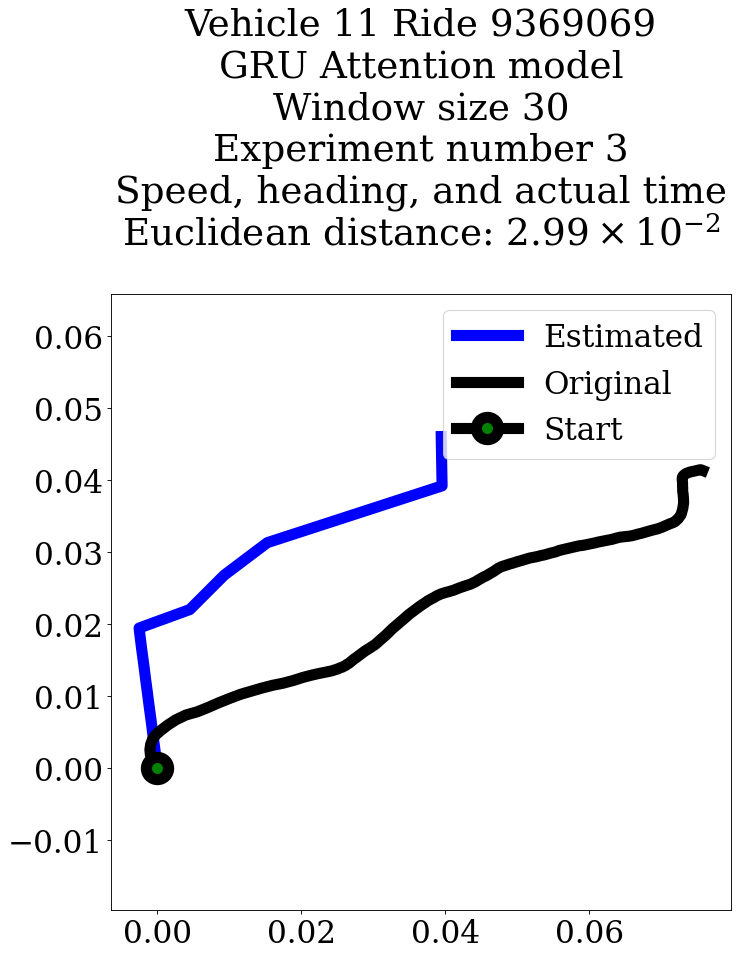 Vehicle 11 Ride 9369069
GRU Attention model
Window size 30
Experiment number 3
Speed, heading, and actual time
Euclidean distance: $2.99 × 10^{-2}$
Estimated
Original
Start
0.06
0.05
0.04
0.03
0.02
0.01
0.00
−0.01
0.00 0.02 0.04 0.06